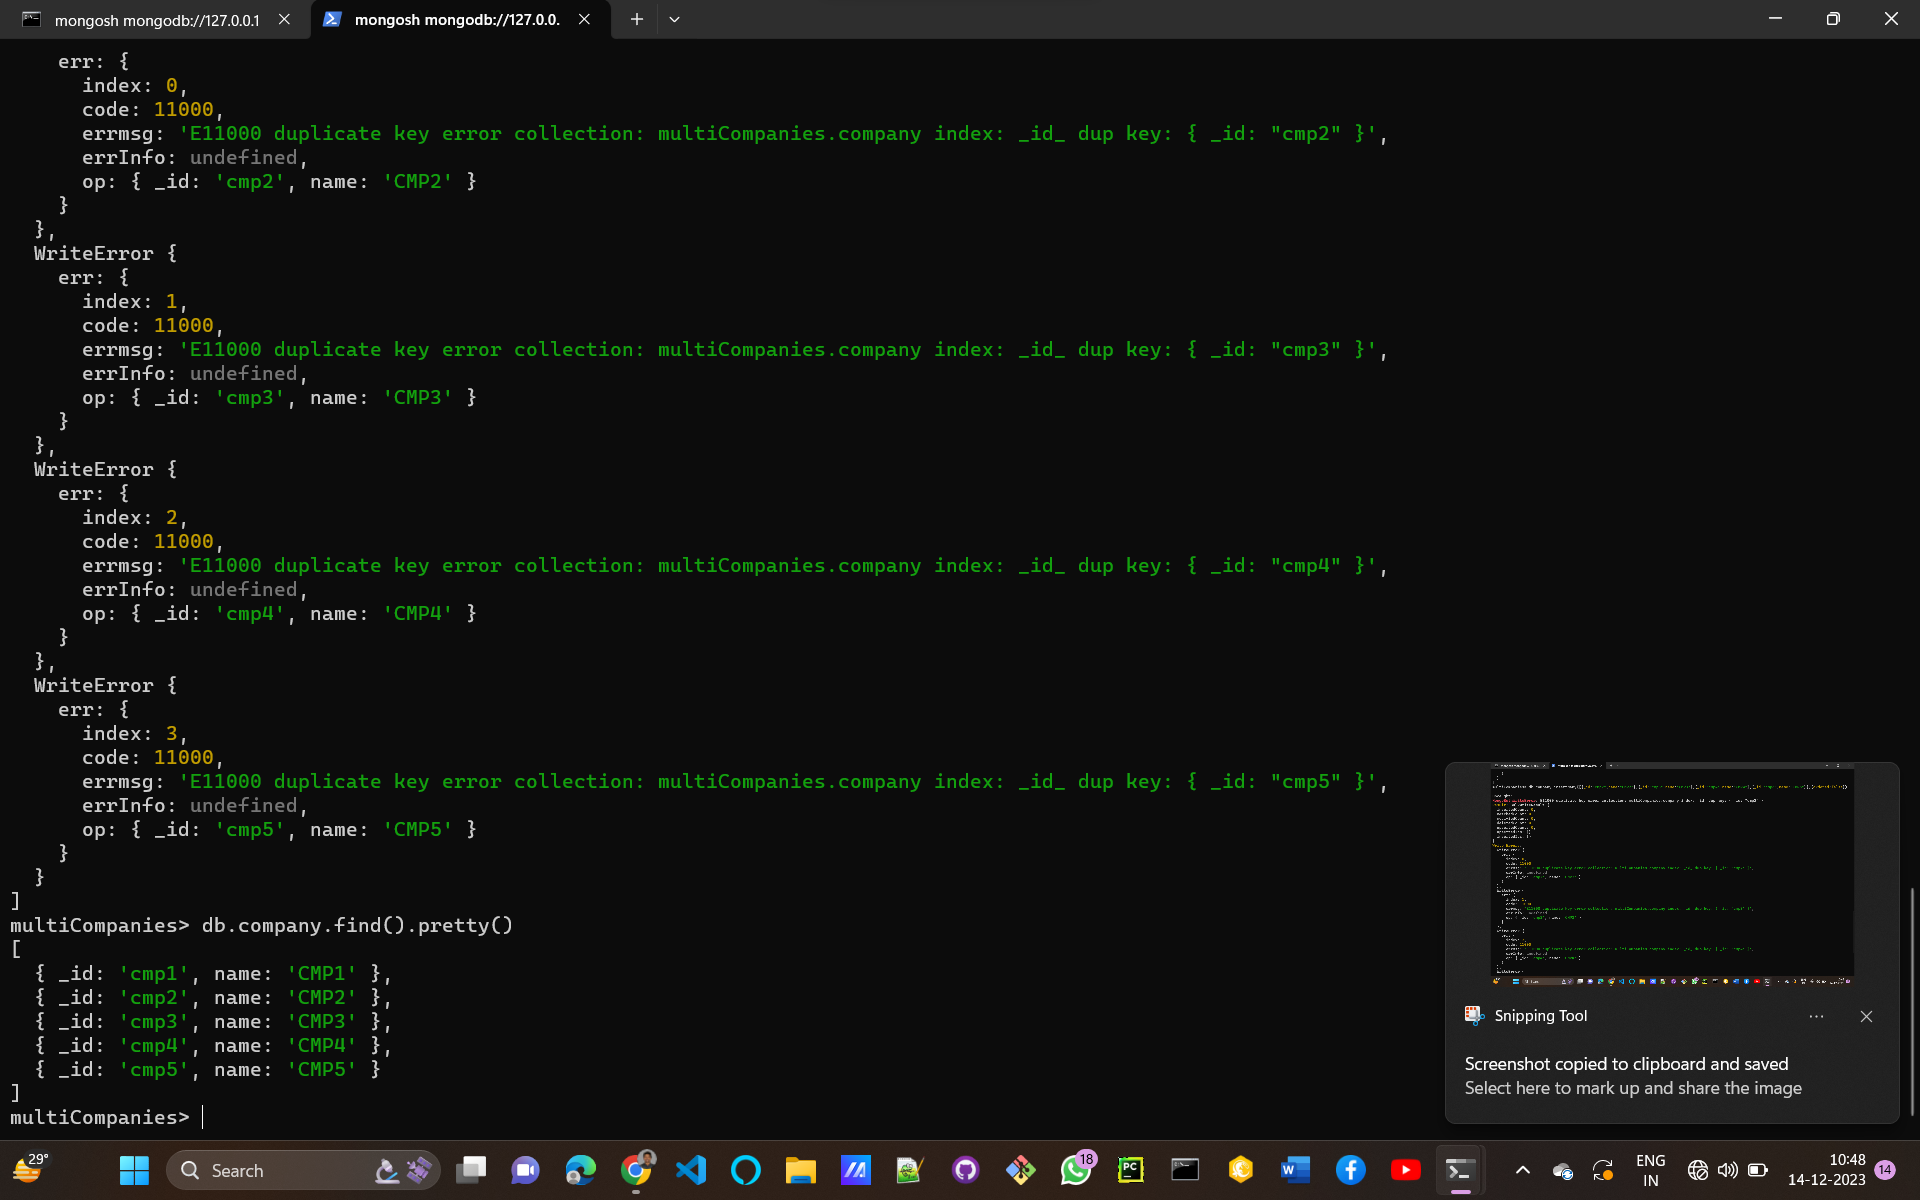 mongosh mongodb://127.0.0.1
mongosh mongodb://127.0.0.
    err: {
      index: 0,
      code: 11000,
      errmsg: 'E11000 duplicate key error collection: multiCompanies.company index: _id_ dup key: { _id: "cmp2" }',
      errInfo: undefined,
      op: { _id: 'cmp2', name: 'CMP2' }
    }
  },
  WriteError {
    err: {
      index: 1,
      code: 11000,
      errmsg: 'E11000 duplicate key error collection: multiCompanies.company index: _id_ dup key: { _id: "cmp3" }',
      errInfo: undefined,
      op: { _id: 'cmp3', name: 'CMP3' }
    }
  },
  WriteError {
    err: {
      index: 2,
      code: 11000,
      errmsg: 'E11000 duplicate key error collection: multiCompanies.company index: _id_ dup key: { _id: "cmp4" }',
      errInfo: undefined,
      op: { _id: 'cmp4', name: 'CMP4' }
    }
  },
  WriteError {
    err: {
      index: 3,
      code: 11000,
      errmsg: 'E11000 duplicate key error collection: multiCompanies.company index: _id_ dup key: { _id: "cmp5" }',
      errInfo: undefined,
      op: { _id: 'cmp5', name: 'CMP5' }
    }
  }
]
multiCompanies> db.company.find().pretty()
[
  { _id: 'cmp1', name: 'CMP1' },
  { _id: 'cmp2', name: 'CMP2' },
  { _id: 'cmp3', name: 'CMP3' },
  { _id: 'cmp4', name: 'CMP4' },
  { _id: 'cmp5', name: 'CMP5' }
]
multiCompanies>
Snipping Tool
Screenshot copied to clipboard and saved
Select here to mark up and share the image
29°
Search
18
PC
ENG
IN
10:48
14-12-2023
14